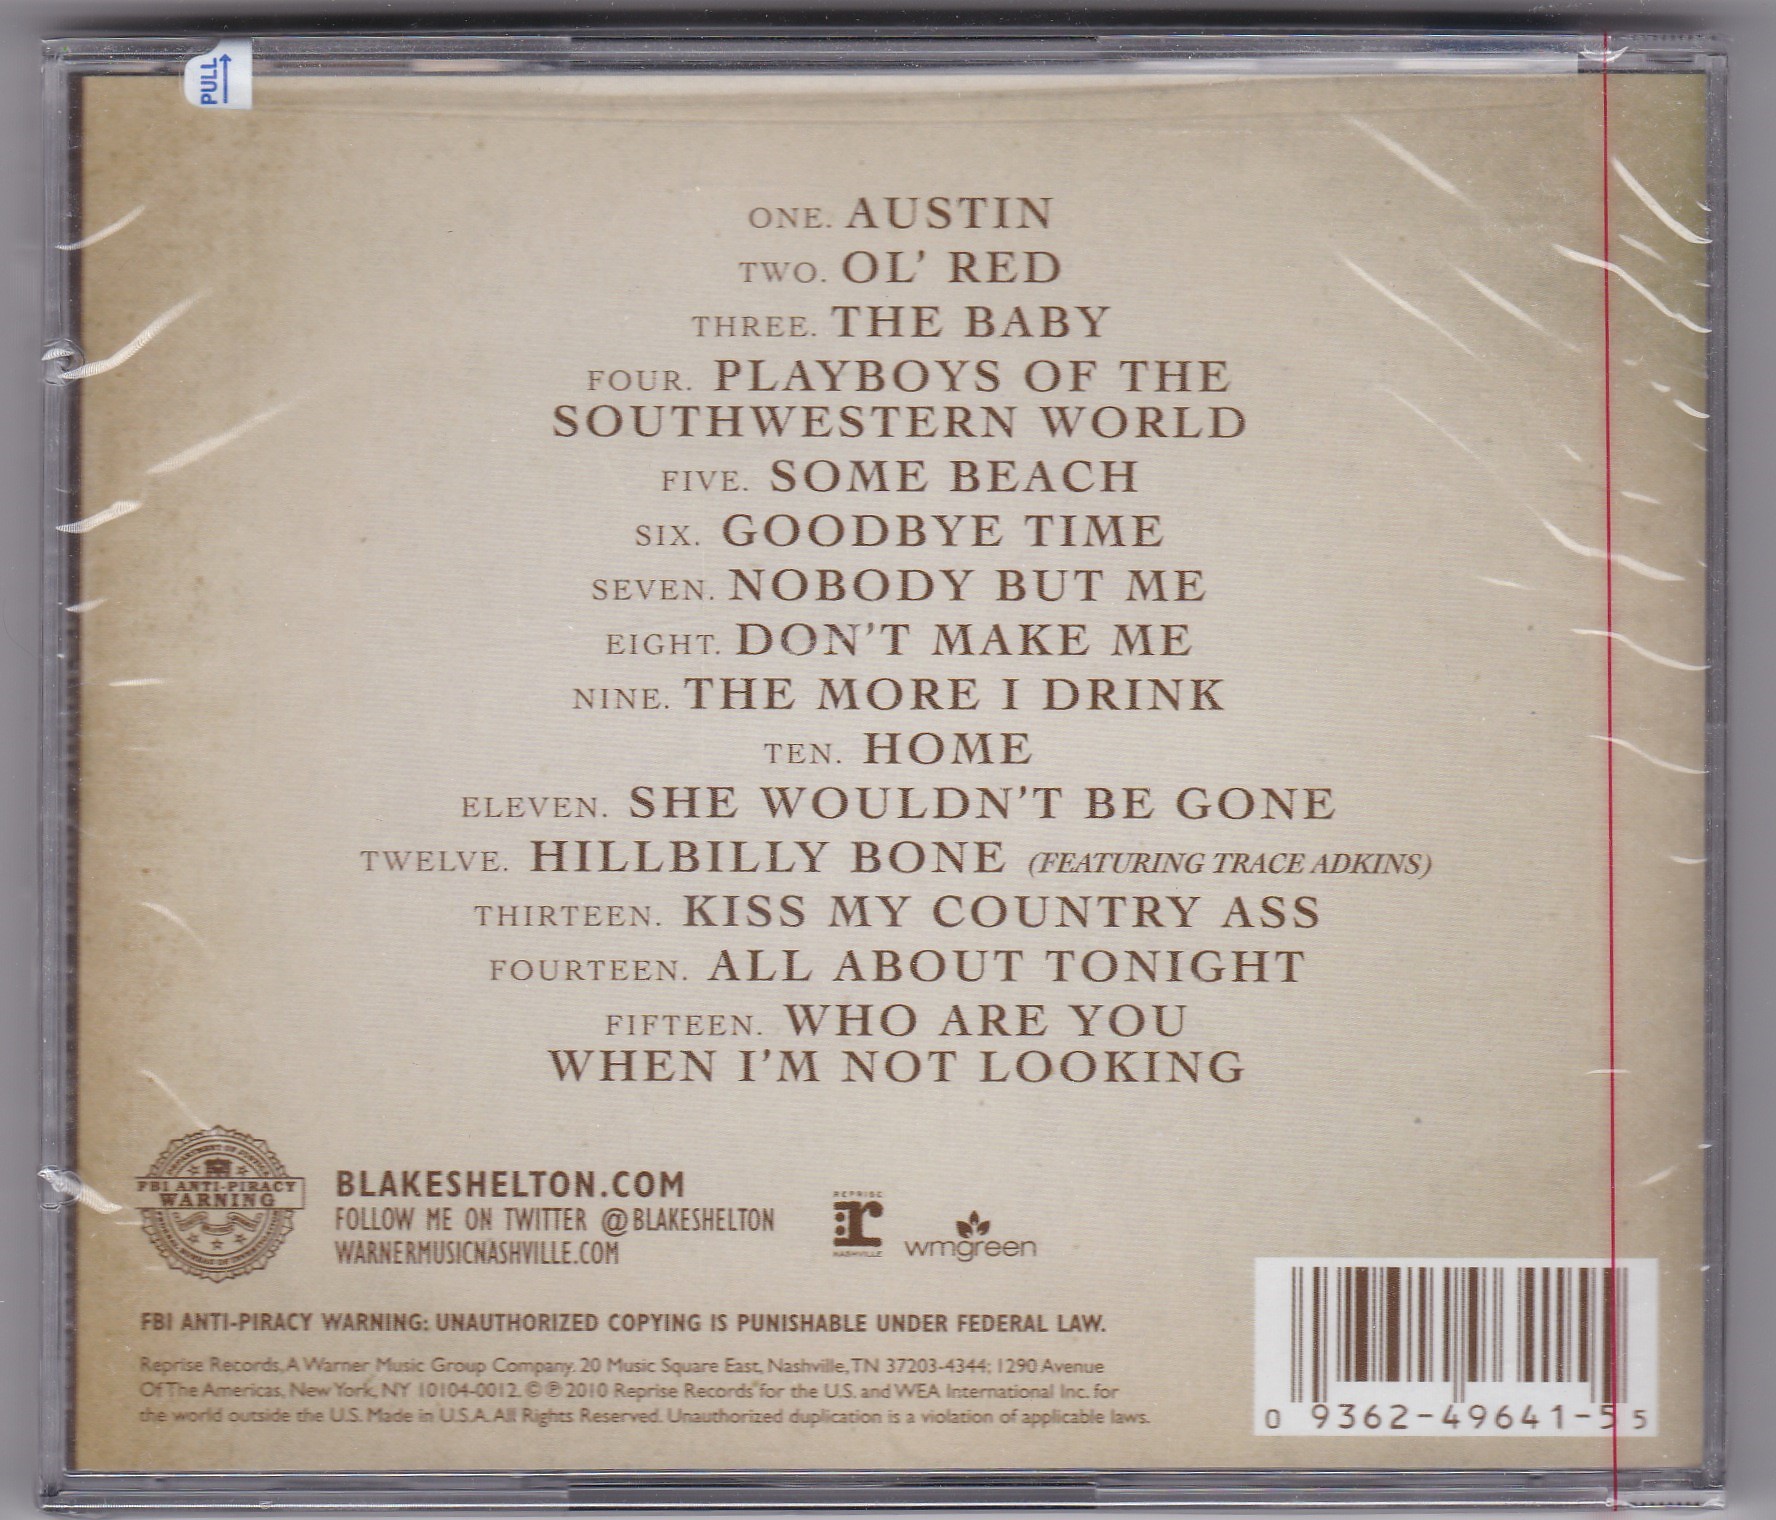 PULL
ONE. AUSTIN
TWO. OL' RED
THREE. THE BABY
FOUR. PLAYBOYS OF THE
SOUTHWESTERN WORLD
FIVE. SOME BEACH
SIX. GOODBYE TIME
SEVEN. NOBODY BUT ME
EIGHT. DON'T MAKE ME
NINE. THE MORE I DRINK
TEN. HOME
ELEVEN. SHE WOULDN'T BE GONE
TWELVE. HILLBILLY BONE (FEATURING TRACE ADKINS)
THIRTEEN. KISS MY COUNTRY ASS
FOURTEEN. ALL ABOUT TONIGHT
FIFTEEN. WHO ARE YOU
WHEN I'M NOT LOOKING
FBI ANTI-PIRACY
WARNING
BLAKESHELTON.COM
FOLLOW ME ON TWITTER @BLAKESHELTON
WARNERMUSICNASHVILLE.COM
REPRISE
r
NASHVILLE
wmgreen
FBI ANTI-PIRACY WARNING: UNAUTHORIZED COPYING IS PUNISHABLE UNDER FEDERAL LAW.
Reprise Records, A Warner Music Group Company. 20 Music Square East, Nashville, TN 37203-4344; 1290 Avenue
Of The Americas, New York, NY 10104-0012. © ℗ 2010 Reprise Records for the U.S. and WEA International Inc. for
the world outside the U.S. Made in U.S.A. All Rights Reserved. Unauthorized duplication is a violation of applicable laws.
0 9362-49641-5 5